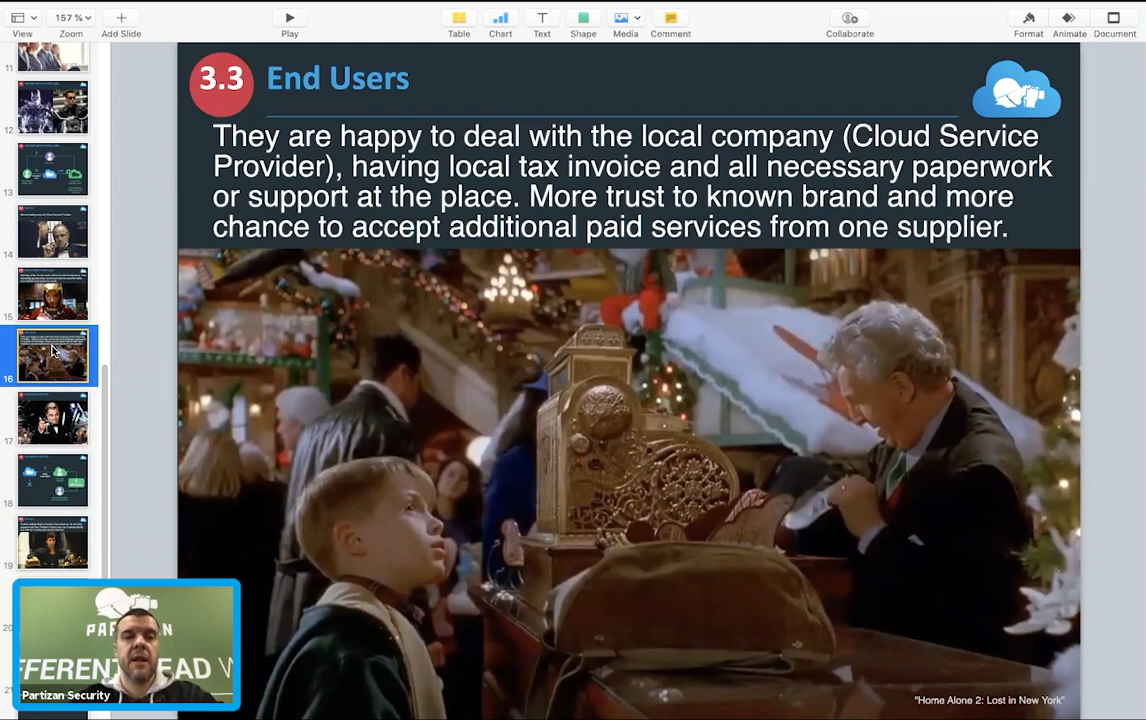 157 %
View
Zoom
Add Slide
Play
Table
Chart
Text
Shape
Media
Comment
Collaborate
Format
Animate
Document
11
12
13
14
15
16
17
18
19
3.3
End Users
They are happy to deal with the local company (Cloud Service
Provider), having local tax invoice and all necessary paperwork
or support at the place. More trust to known brand and more
chance to accept additional paid services from one supplier.
Partizan Security
"Home Alone 2: Lost in New York"